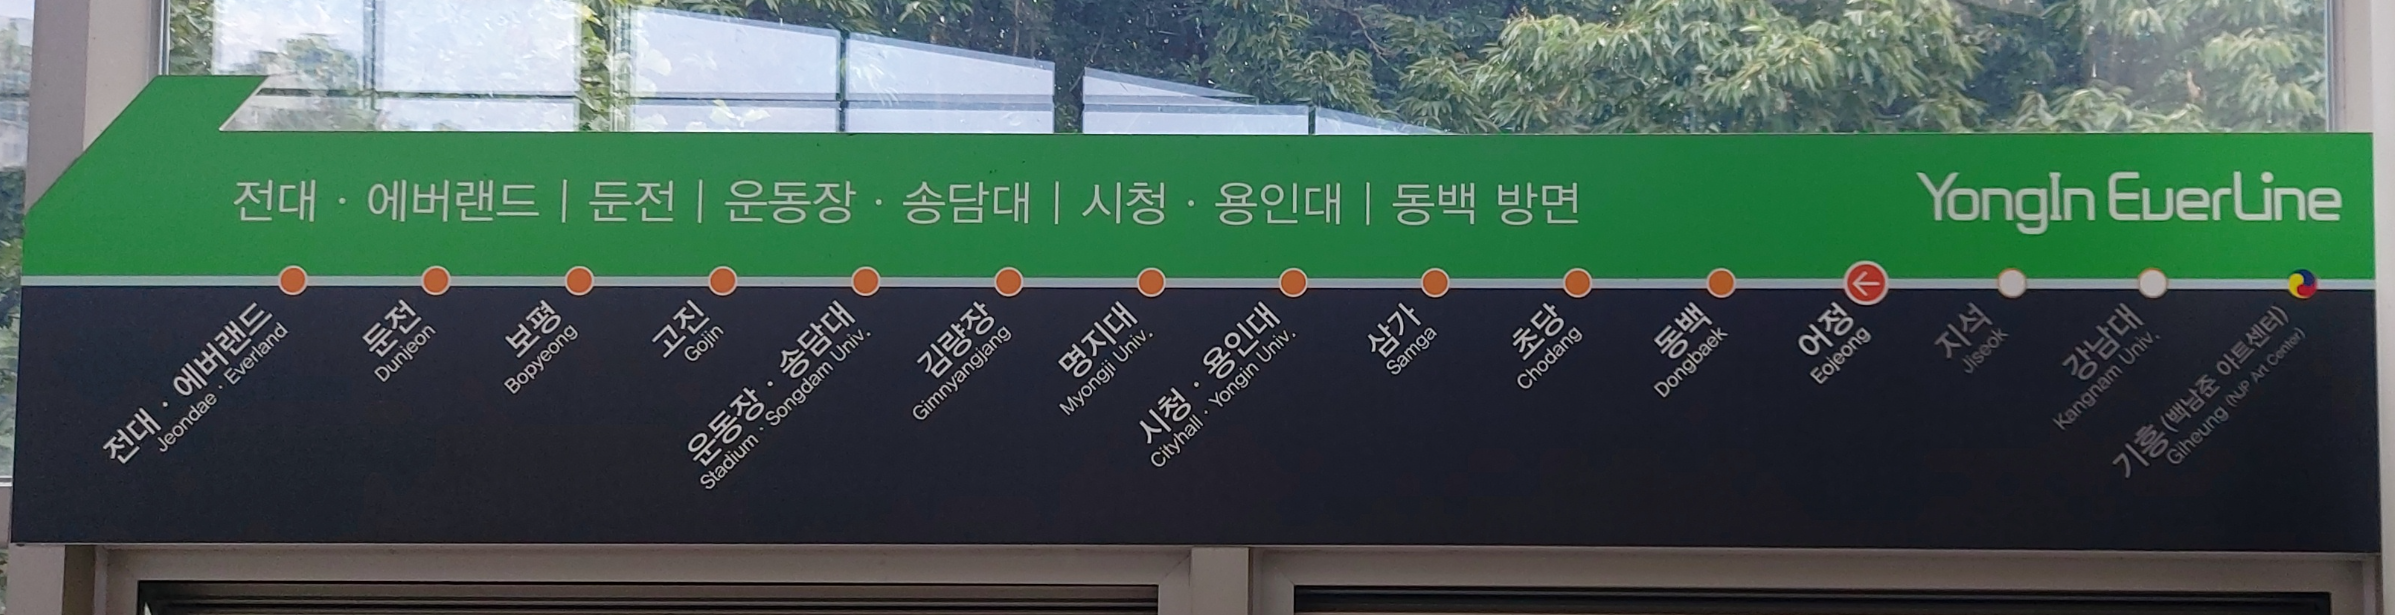 전대 · 에버랜드 | 둔전 | 운동장 · 송담대 | 시청 · 용인대 | 동백 방면
YongIn EverLine
전대 · 에버랜드
Jeondae · Everland
둔전
Dunjeon
보평
Bopyeong
고진
Gojin
운동장 · 송담대
Stadium · Songdam Univ.
김량장
Gimnyangjang
명지대
Myongji Univ.
시청 · 용인대
Cityhall · Yongin Univ.
삼가
Samga
초당
Chodang
동백
Dongbaek
어정
Eojeong
지석
Jiseok
강남대
Kangnam Univ.
기흥 (백남준 아트센터)
Giheung (NJP Art Center)